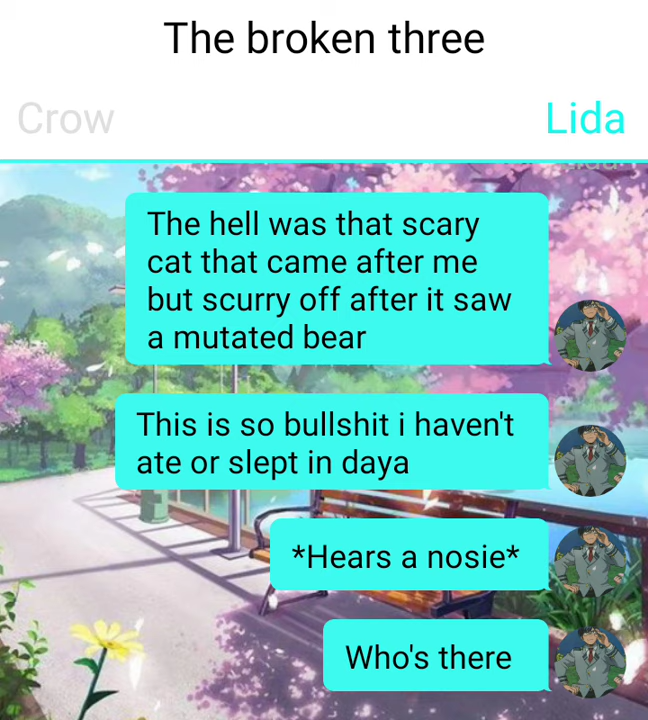 The broken three
Crow
Lida
The hell was that scary
cat that came after me
but scurry off after it saw
a mutated bear
This is so bullshit i haven't
ate or slept in daya
*Hears a nosie*
Who's there